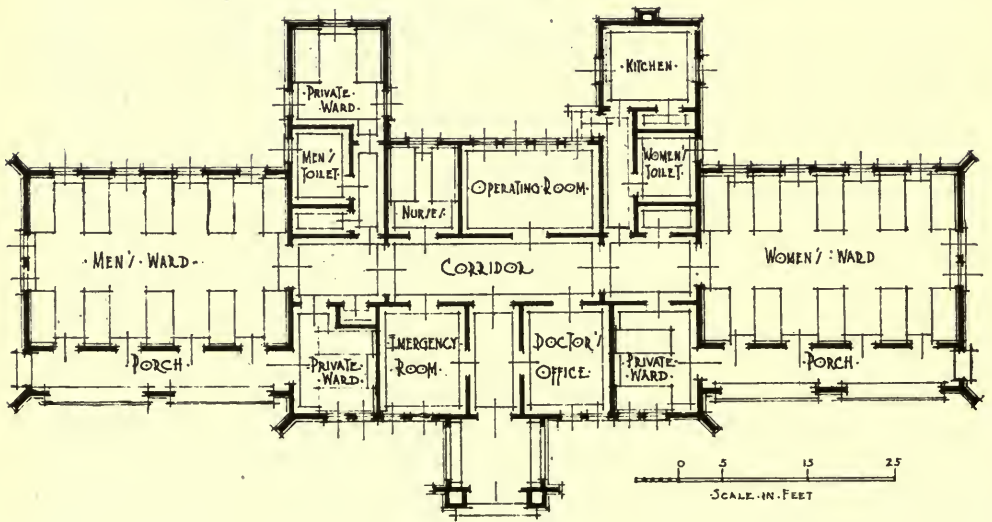 ·KITCHEN·
·PRIVATE·
WARD·
MEN'S
TOILET·
WOMEN'S
TOILET·
NURSES
OPERATING·ROOM·
·MEN'S·WARD·
CORRIDOR
WOMEN'S:WARD
·PORCH·
·PRIVATE·
·WARD·
EMERGENCY
·ROOM·
DOCTOR'S
OFFICE·
PRIVATE·
·WARD·
·PORCH·
0 5 15 25
·SCALE·IN·FEET